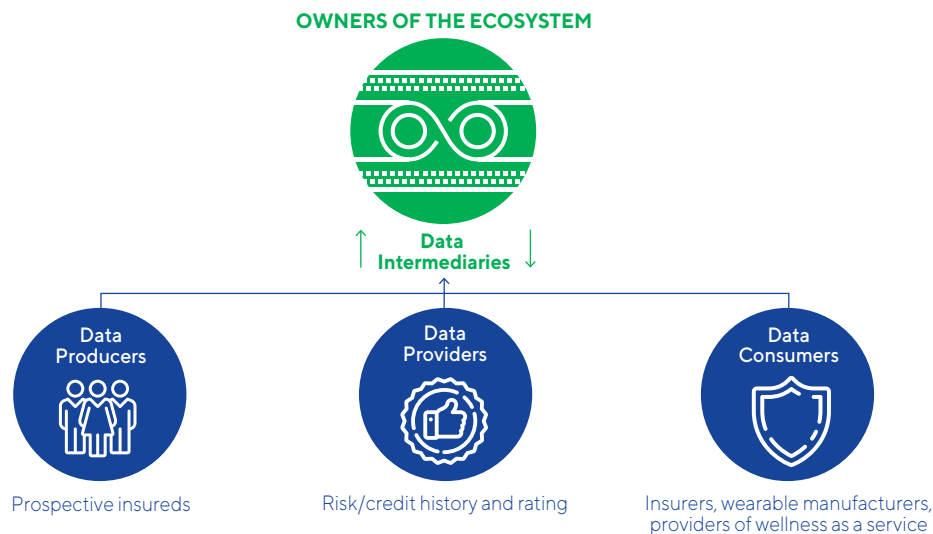 OWNERS OF THE ECOSYSTEM
Data
Intermediaries
Data
Producers
Data
Providers
Data
Consumers
Prospective insureds
Risk/credit history and rating
Insurers, wearable manufacturers,
providers of wellness as a service